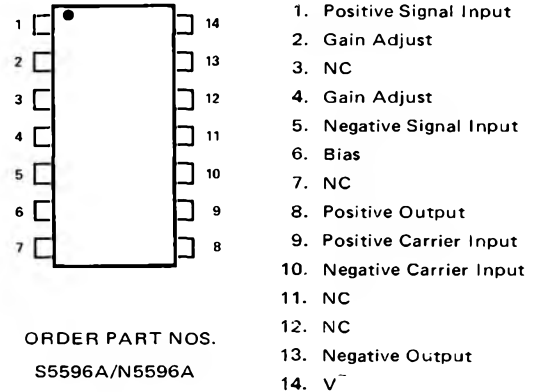 1 14
2 13
3 12
4 11
5 10
6 9
7 8
ORDER PART NOS.
S5596A/N5596A
1. Positive Signal Input
2. Gain Adjust
3. NC
4. Gain Adjust
5. Negative Signal Input
6. Bias
7. NC
8. Positive Output
9. Positive Carrier Input
10. Negative Carrier Input
11. NC
12. NC
13. Negative Output
14. V⁻